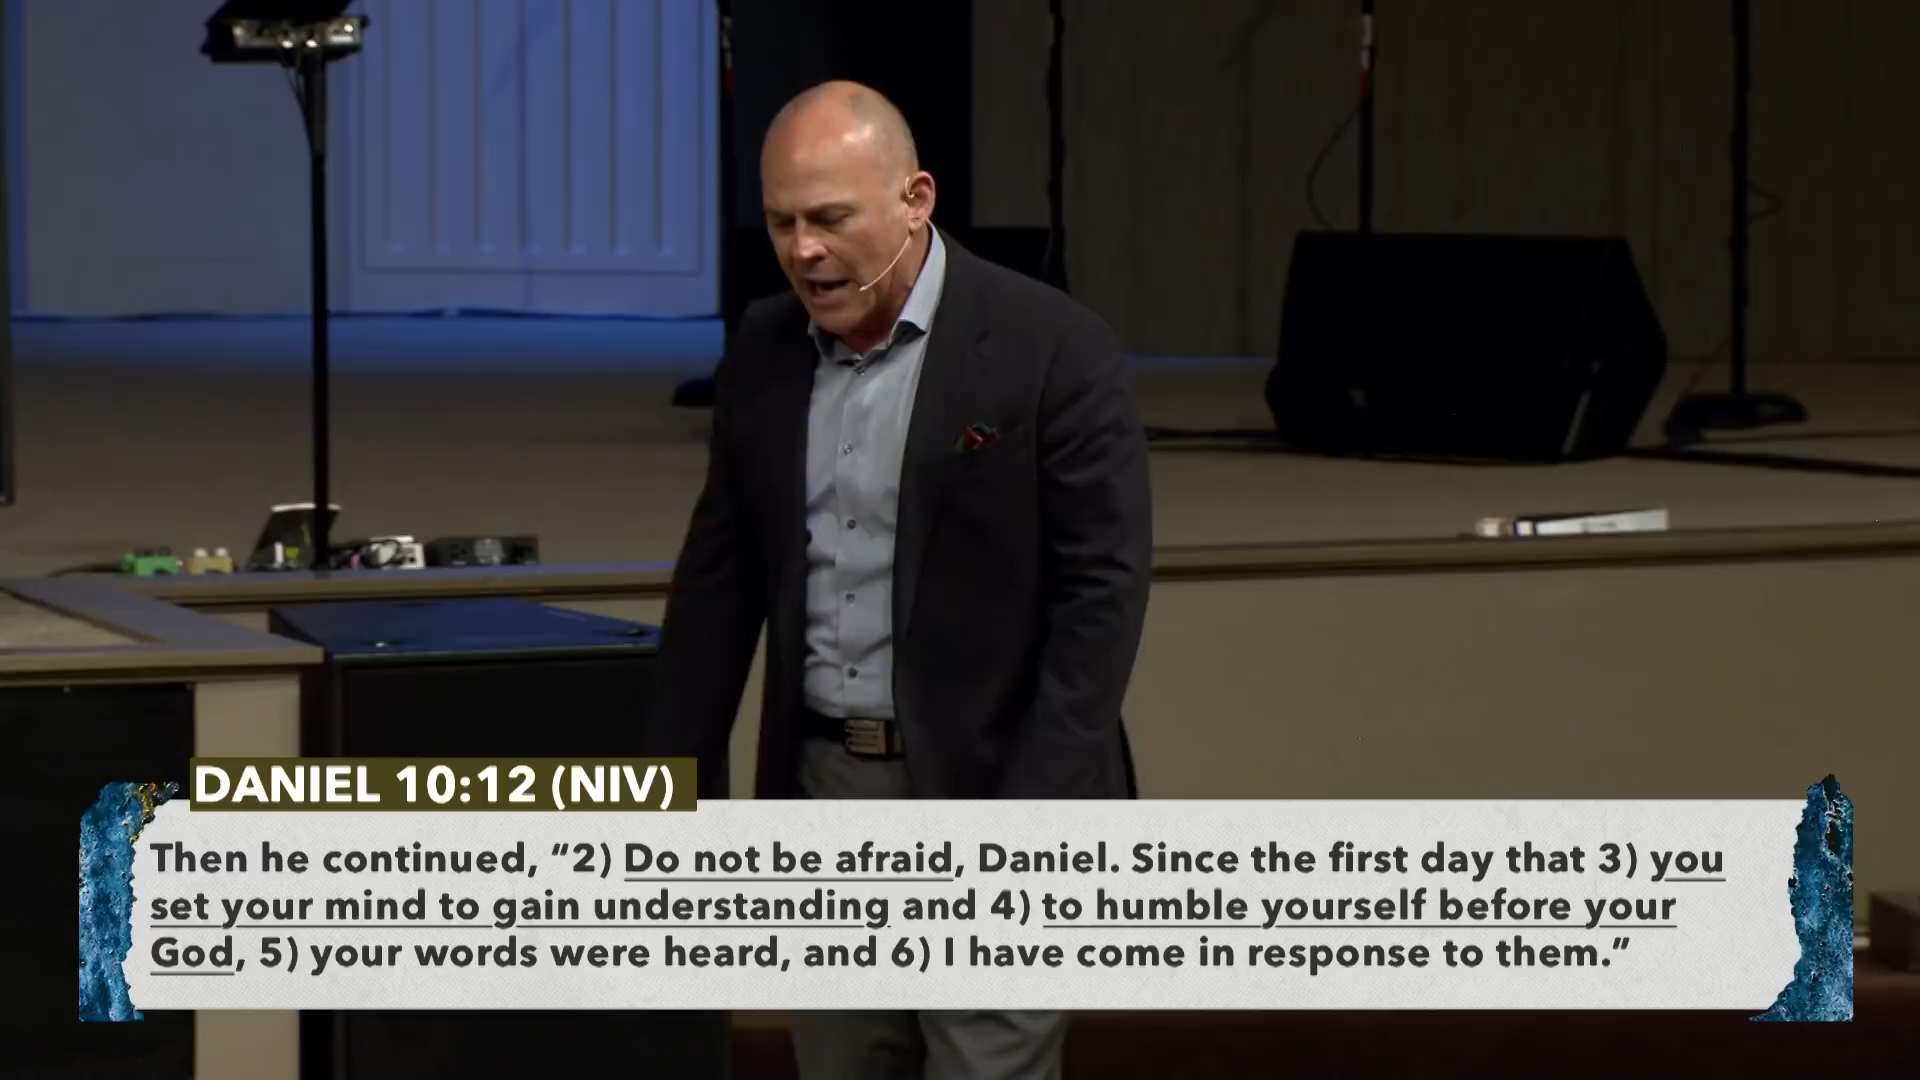 DANIEL 10:12 (NIV)
Then he continued, “2) Do not be afraid, Daniel. Since the first day that 3) you
set your mind to gain understanding and 4) to humble yourself before your
God, 5) your words were heard, and 6) I have come in response to them.”